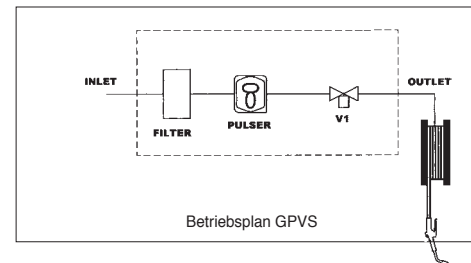 INLET
OUTLET
FILTER
PULSER
V1
Betriebsplan GPVS